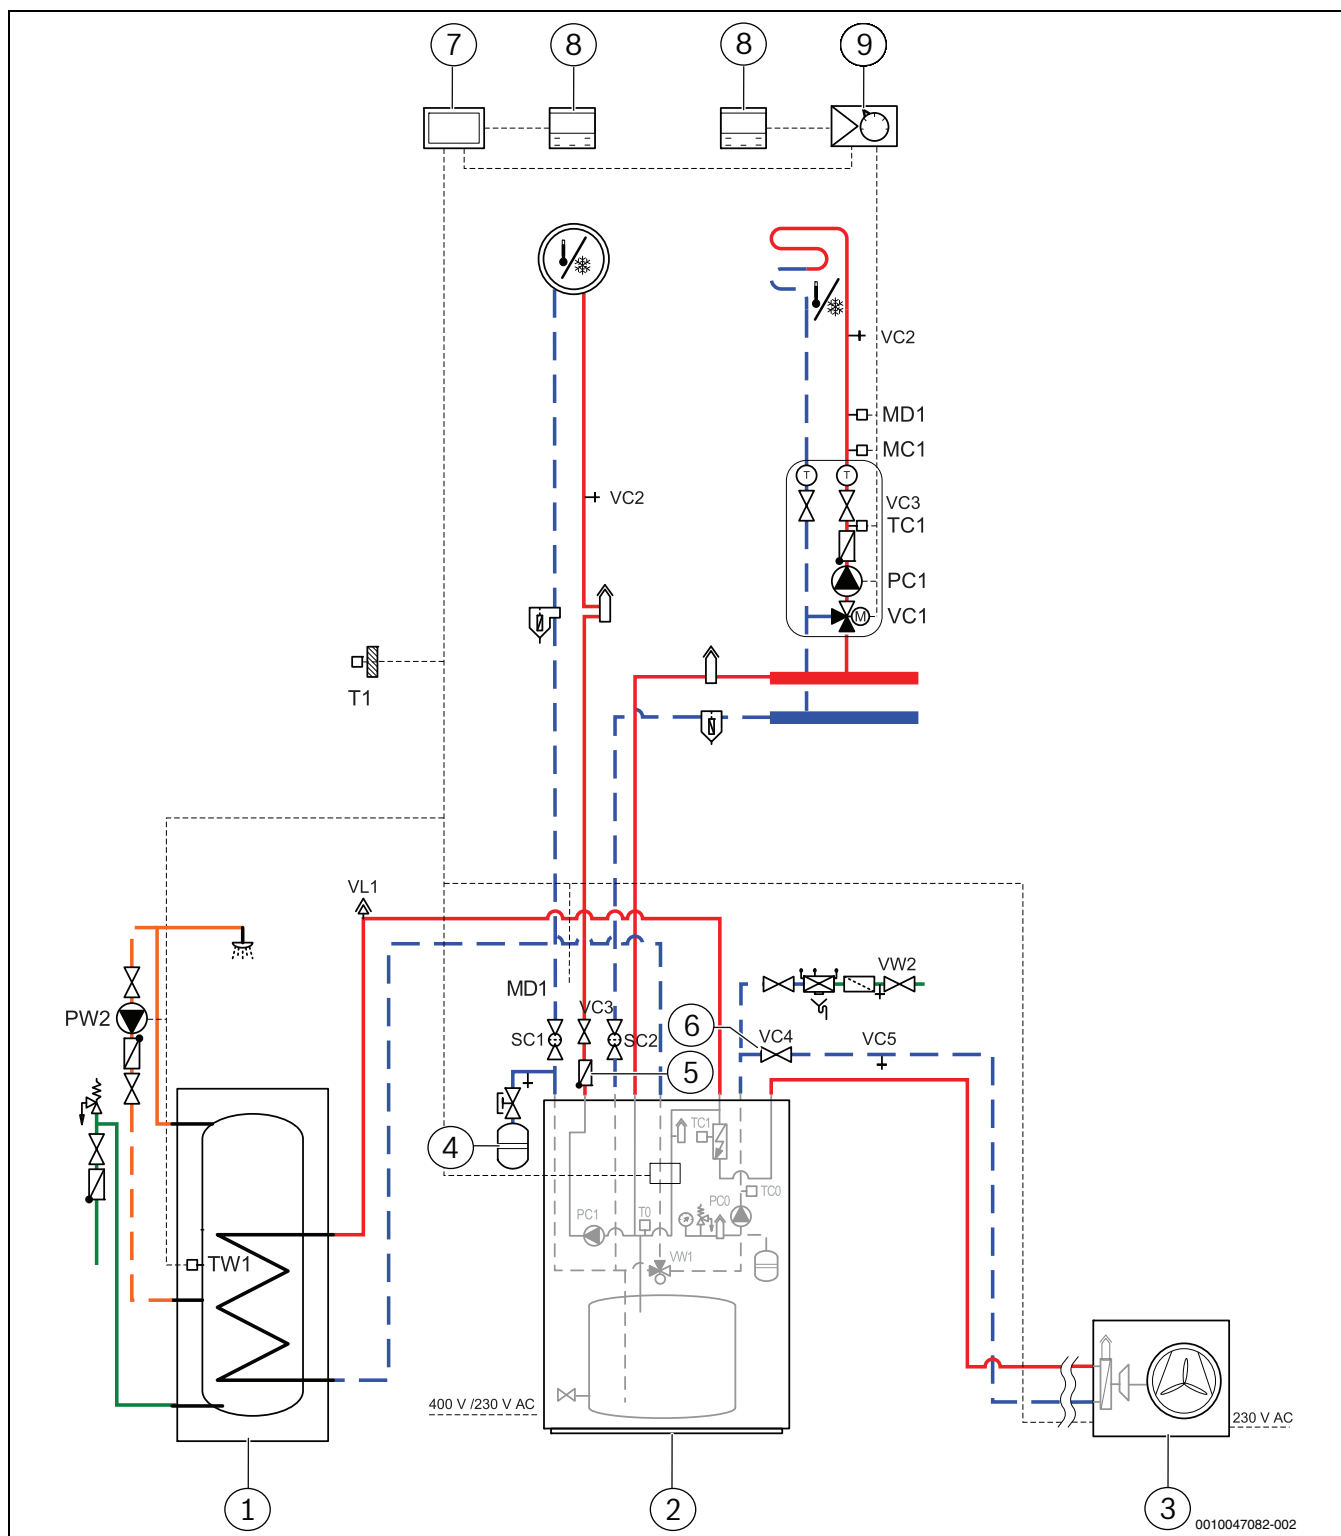 7
8
8
9
VC2
MD1
MC1
T
T
VC3
TC1
PC1
M
VC1
VC2
T1
VL1
MD1
VC3
SC1
SC2
PW2
VW2
6
VC4
VC5
5
4
TC1
TC0
PC0
PC1
T0
VW1
TW1
400 V /230 V AC
230 V AC
1
2
3
0010047082-002